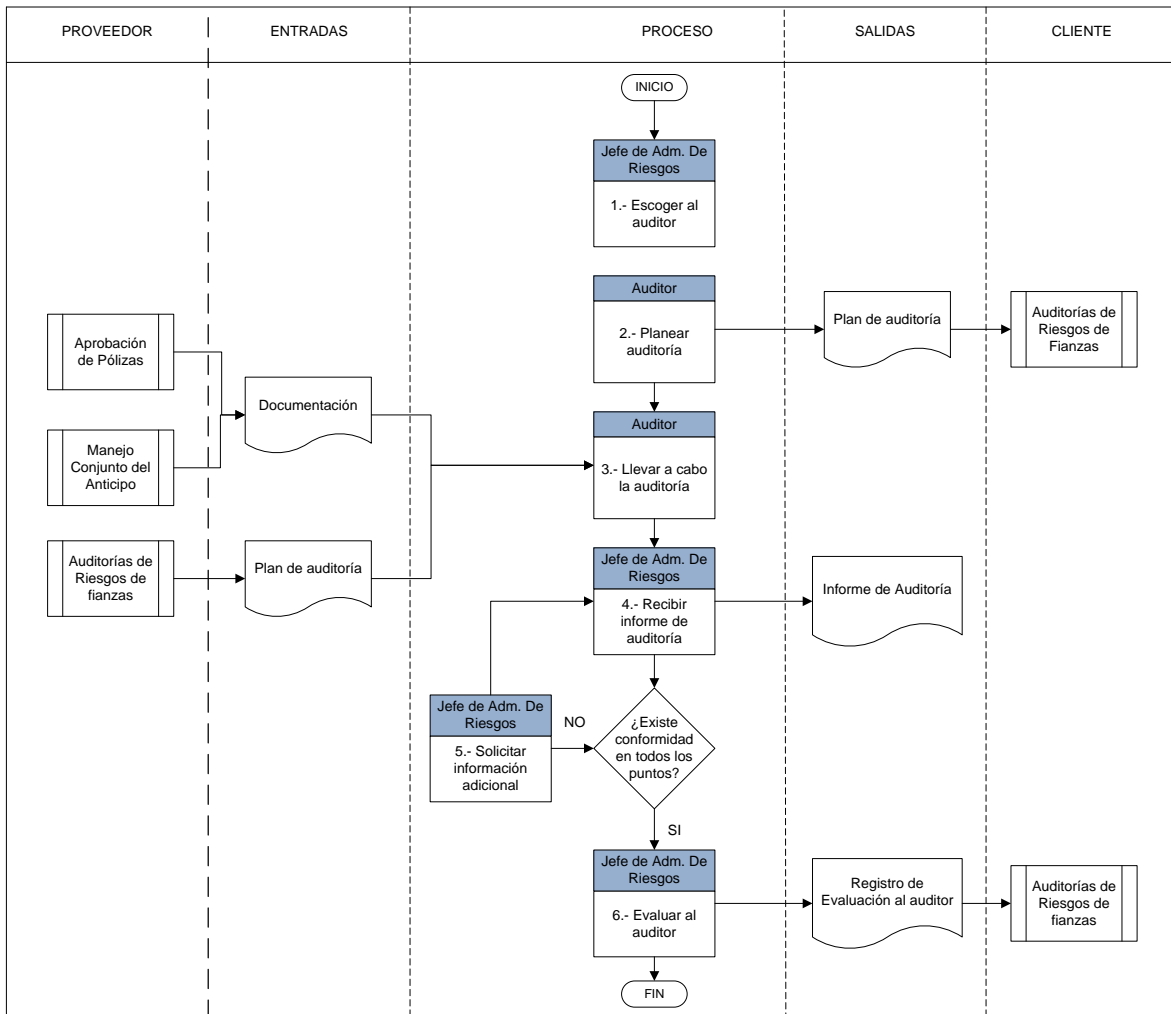 PROVEEDOR
ENTRADAS
PROCESO
SALIDAS
CLIENTE
INICIO
Jefe de Adm. De
Riesgos
1.- Escoger al
auditor
Auditor
2.- Planear
auditoría
Plan de auditoría
Auditorías de
Riesgos de
Fianzas
Aprobación
de Pólizas
Documentación
Manejo
Conjunto del
Anticipo
Auditor
3.- Llevar a cabo
la auditoría
Auditorías de
Riesgos de
fianzas
Plan de auditoría
Jefe de Adm. De
Riesgos
4.- Recibir
informe de
auditoría
Informe de Auditoría
Jefe de Adm. De
Riesgos
5.- Solicitar
información
adicional
NO
¿Existe
conformidad
en todos los
puntos?
SI
Jefe de Adm. De
Riesgos
6.- Evaluar al
auditor
Registro de
Evaluación al auditor
Auditorías de
Riesgos de
fianzas
FIN